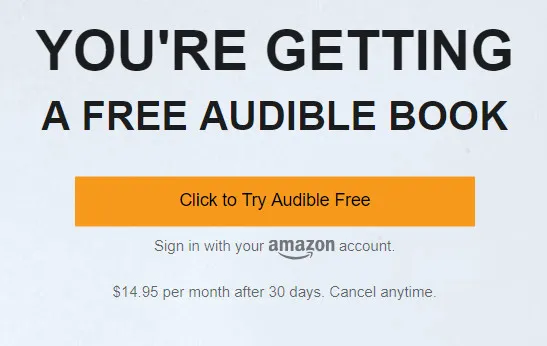 YOU'RE GETTING
A FREE AUDIBLE BOOK
Click to Try Audible Free
Sign in with your amazon account.
$14.95 per month after 30 days. Cancel anytime.